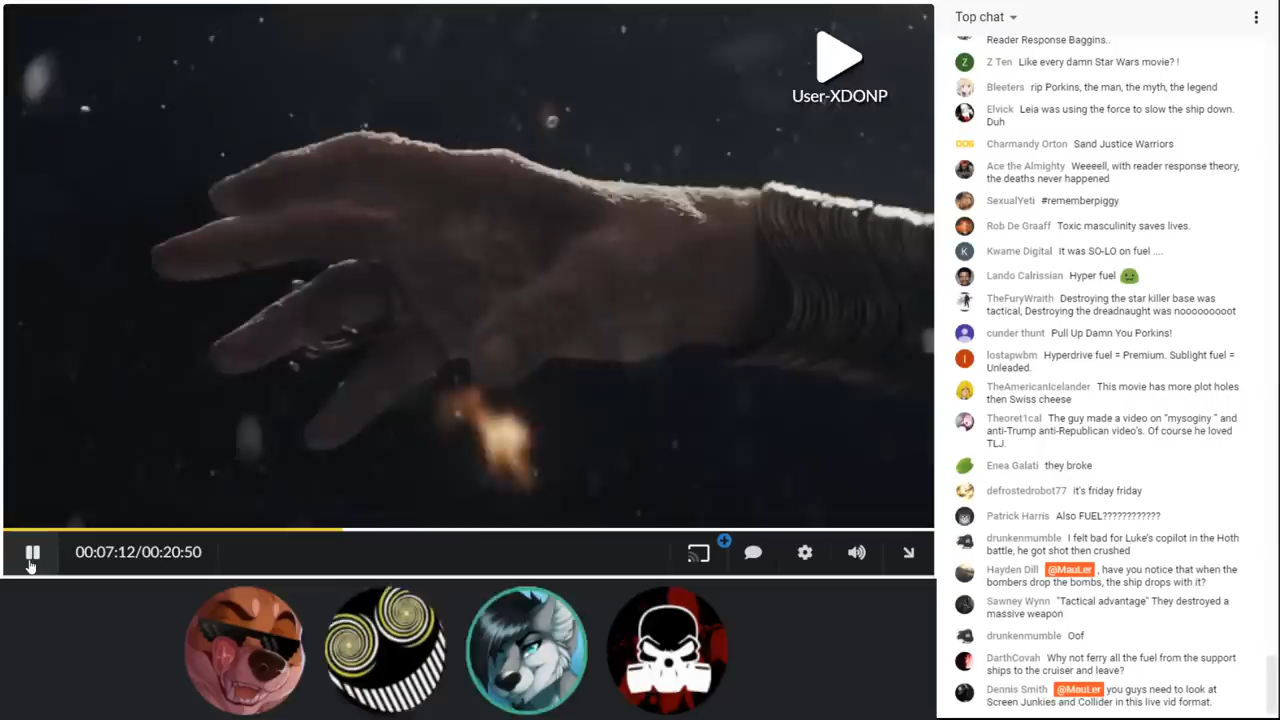 User-XDONP
00:07:12/00:20:50
Top chat
Reader Response Baggins..
Z Ten Like every damn Star Wars movie? !
Bleeters rip Porkins, the man, the myth, the legend
Elvick Leia was using the force to slow the ship down.
Duh
Charmandy Orton Sand Justice Warriors
Ace the Almighty Weeeell, with reader response theory,
the deaths never happened
SexualYeti #rememberpiggy
Rob De Graaff Toxic masculinity saves lives.
K
Kwame Digital it was SO-LO on fuel ....
Lando Calrissian Hyper fuel
TheFuryWraith Destroying the star killer base was
tactical, Destroying the dreadnaught was nooooooooot
cunder thunt Pull Up Damn You Porkins!
lostapwbm Hyperdrive fuel = Premium. Sublight fuel =
Unleaded.
TheAmericanIcelander This movie has more plot holes
then Swiss cheese
Theoret1cal The guy made a video on "mysoginy " and
anti-Trump anti-Republican video's. Of course he loved
TLJ.
Enea Galati they broke
defrostedrobot77 it's friday friday
Patrick Harris Also FUEL????????????
drunkenmumble I felt bad for Luke's copilot in the Hoth
battle, he got shot then crushed
Hayden Dill @MauLer , have you notice that when the
bombers drop the bombs, the ship drops with it?
Sawney Wynn "Tactical advantage" They destroyed a
massive weapon
drunkenmumble Oof
DarthCovah Why not ferry all the fuel from the support
ships to the cruiser and leave?
Dennis Smith @MauLer you guys need to look at
Screen Junkies and Collider in this live vid format.